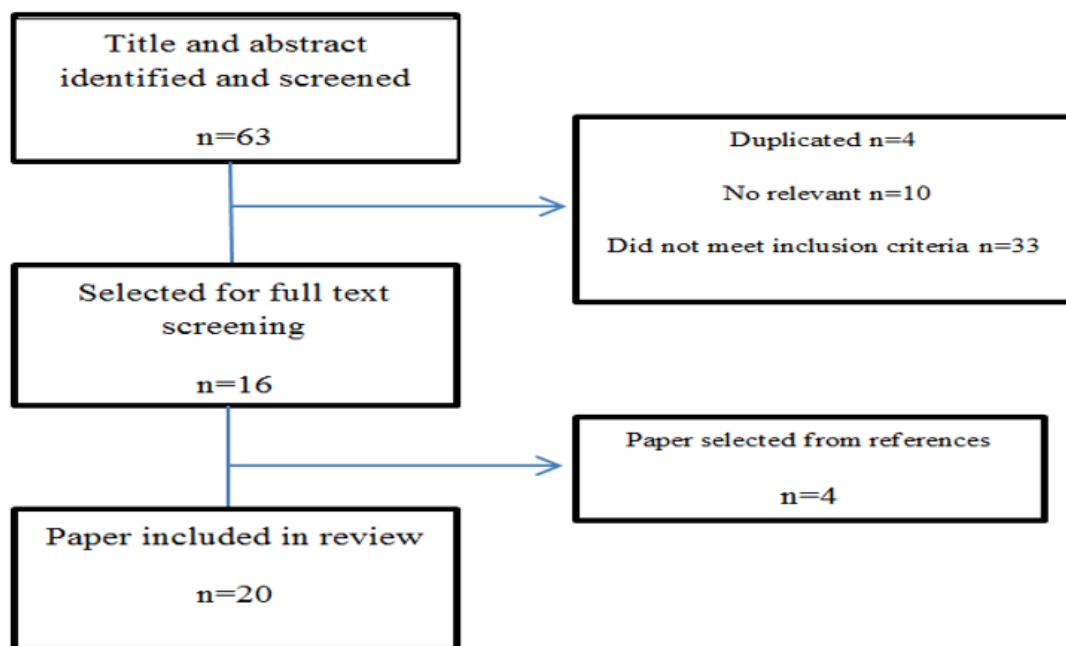 Title and abstract
identified and screened
n=63
Duplicated n=4
No relevant n=10
Did not meet inclusion criteria n=33
Selected for full text
screening
n=16
Paper selected from references
n=4
Paper included in review
n=20